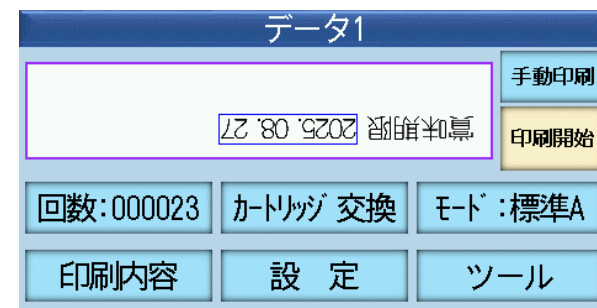 データ1
手動印刷
賞味期限 2025. 08. 27
印刷開始
回数:000023
カートリッジ 交換
モード:標準A
印刷内容
設 定
ツール